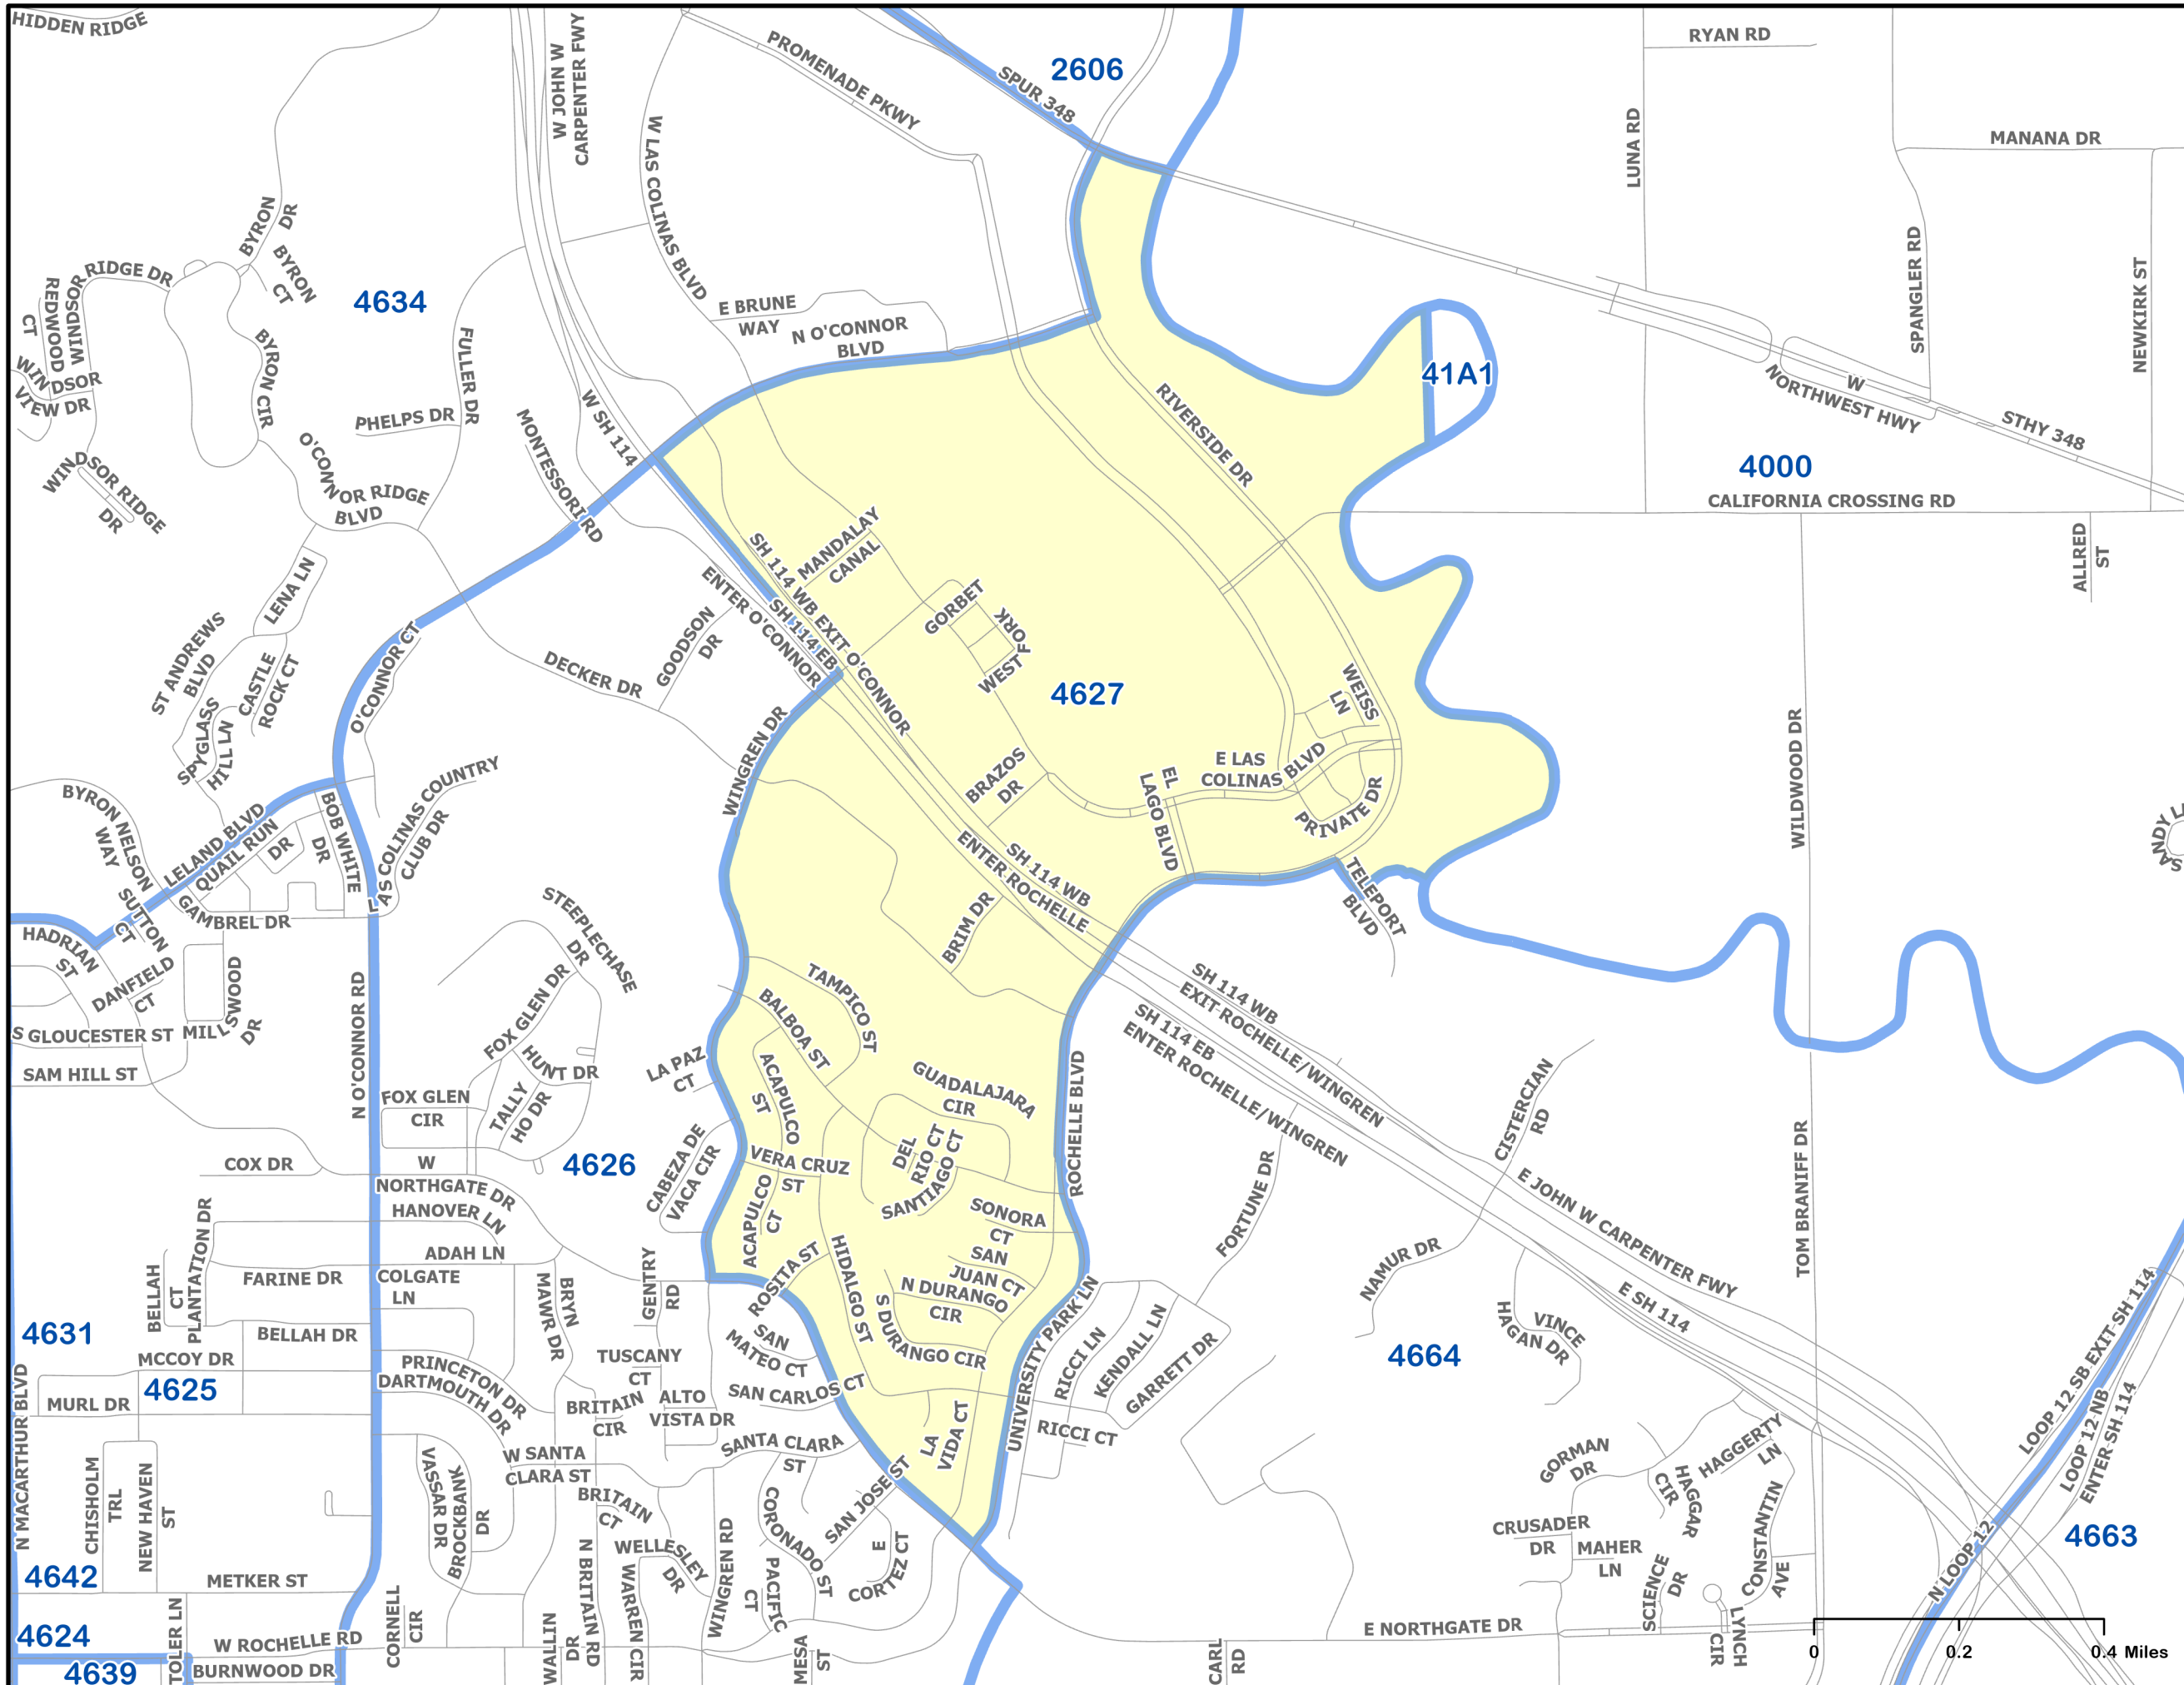 HIDDEN RIDGE
W JOHN W
CARPENTER FWY
PROMENADE PKWY
SPUR 348
2606
RYAN RD
LUNA RD
MANANA DR
W LAS COLINAS BLVD
BYRON
DR
BYRON
CT
RIDGE DR
WINDSOR
REDWOOD
CT
4634
E BRUNE
WAY
N O'CONNOR
BLVD
SPANGLER RD
NEWKIRK ST
41A1
WINDSOR
VIEW DR
BYRON CIR
FULLER DR
PHELPS DR
W SH 114
MONTESSORI RD
RIVERSIDE DR
W
NORTHWEST HWY
STHY 348
4000
CALIFORNIA CROSSING RD
WINDSOR RIDGE
DR
O'CONNOR RIDGE
BLVD
MANDALAY
CANAL
SH 114 WB EXIT O'CONNOR
SH 114 EB
ENTER O'CONNOR
ALLRED
ST
LENA LN
GORBET
WEST
FORK
GOODSON
DR
ST ANDREWS
BLVD
CASTLE
ROCK CT
O'CONNOR CT
DECKER DR
4627
WEISS
LN
SPYGLASS
HILL LN
WINGREN DR
BRAZOS
DR
E LAS
COLINAS BLVD
EL
LAGO BLVD
PRIVATE DR
WILDWOOD DR
BYRON NELSON
WAY
LELAND BLVD
QUAIL RUN
DR
BOB WHITE
DR
LAS COLINAS COUNTRY
CLUB DR
SH 114 WB
ENTER ROCHELLE
TELEPORT
BLVD
SUTTON
CT
GAMBREL DR
STEEPLECHASE
DR
BRIM DR
HADRIAN
ST
DANFIELD
CT
MILLSWOOD
DR
S GLOUCESTER ST
SAM HILL ST
N O'CONNOR RD
FOX GLEN DR
HUNT DR
TALLY
HO DR
FOX GLEN
CIR
TAMPICO ST
BALBOA ST
LA PAZ
CT
ACAPULCO
ST
GUADALAJARA
CIR
SH 114 WB
EXIT ROCHELLE/WINGREN
SH 114 EB
ENTER ROCHELLE/WINGREN
ROCHELLE BLVD
CISTERCIAN
RD
TOM BRANIFF DR
COX DR
W
NORTHGATE DR
4626
CABEZA DE
VACA CIR
VERA CRUZ
ST
DEL
RIO CT
SANTIAGO CT
ACAPULCO
CT
SONORA
CT
HANOVER LN
ADAH LN
PLANTATION DR
BELLAH
CT
FARINE DR
COLGATE
LN
GENTRY
RD
ROSITA ST
HIDALGO ST
SAN
JUAN CT
N DURANGO
CIR
S DURANGO CIR
FORTUNE DR
NAMUR DR
E JOHN W CARPENTER FWY
E SH 114
BRYN
MAWR DR
4631
BELLAH DR
MCCOY DR
4625
MURL DR
PRINCETON DR
DARTMOUTH DR
TUSCANY
CT
SAN
MATEO CT
SAN CARLOS CT
BRITAIN
CIR
ALTO
VISTA DR
UNIVERSITY PARK LN
RICCI LN
KENDALL LN
GARRETT DR
RICCI CT
4664
VINCE
HAGAN DR
LOOP 12 SB EXIT SH 114
LOOP 12 NB
ENTER SH 114
N MACARTHUR BLVD
CHISHOLM
TRL
NEW HAVEN
ST
VASSAR DR
BROCKBANK
DR
W SANTA
CLARA ST
SANTA CLARA
ST
LA
VIDA CT
SAN JOSE ST
BRITAIN
CT
CORONADO ST
E
CORTEZ CT
WELLESLEY
DR
GORMAN
DR
HAGGERTY
LN
HAGGAR
CIR
CONSTANTIN
AVE
CRUSADER
DR
MAHER
LN
SCIENCE
DR
N LOOP 12
4663
4642
METKER ST
4624
W ROCHELLE RD
TOLER LN
BURNWOOD DR
4639
CORNELL
CIR
WALLIN
DR
N BRITAIN RD
WARREN CIR
WINGREN RD
PACIFIC
CT
MESA
ST
CARL
RD
E NORTHGATE DR
LYNCH
CIR
0 0.2 0.4 Miles